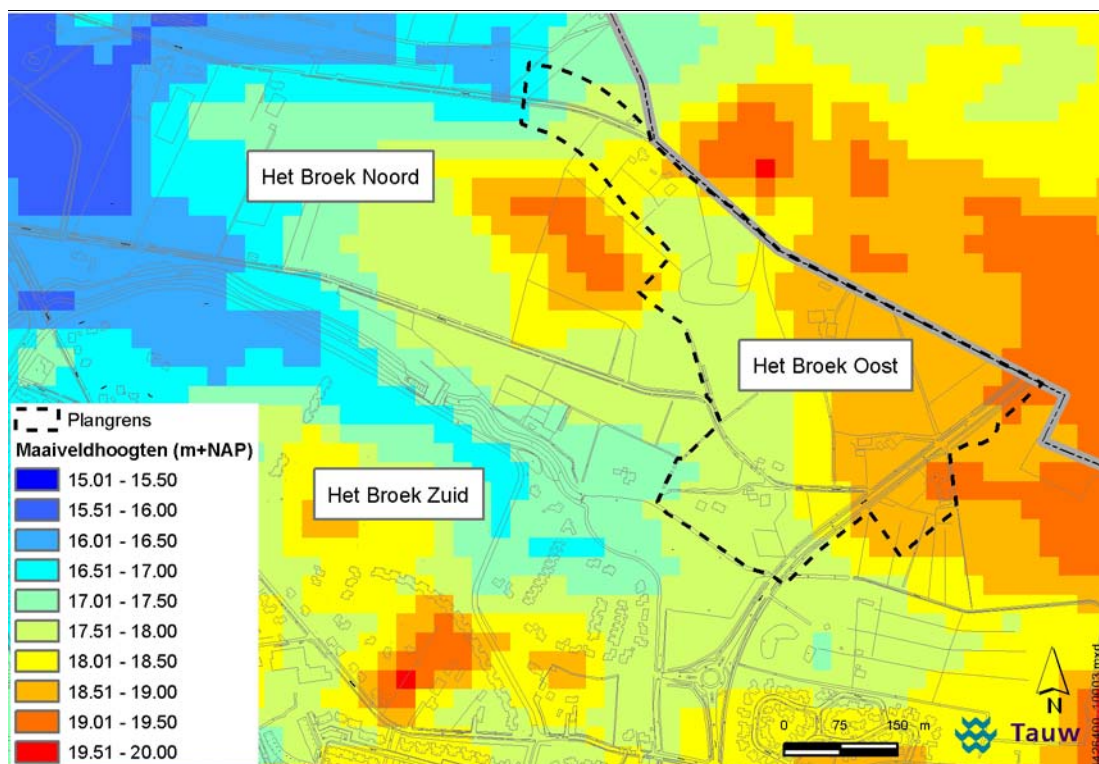 Het Broek Noord
Het Broek Oost
Het Broek Zuid
Plangrens
Maaiveldhoogten (m+NAP)
15.01 - 15.50
15.51 - 16.00
16.01 - 16.50
16.51 - 17.00
17.01 - 17.50
17.51 - 18.00
18.01 - 18.50
18.51 - 19.00
19.01 - 19.50
19.51 - 20.00
0 75 150 m
N
Tauw